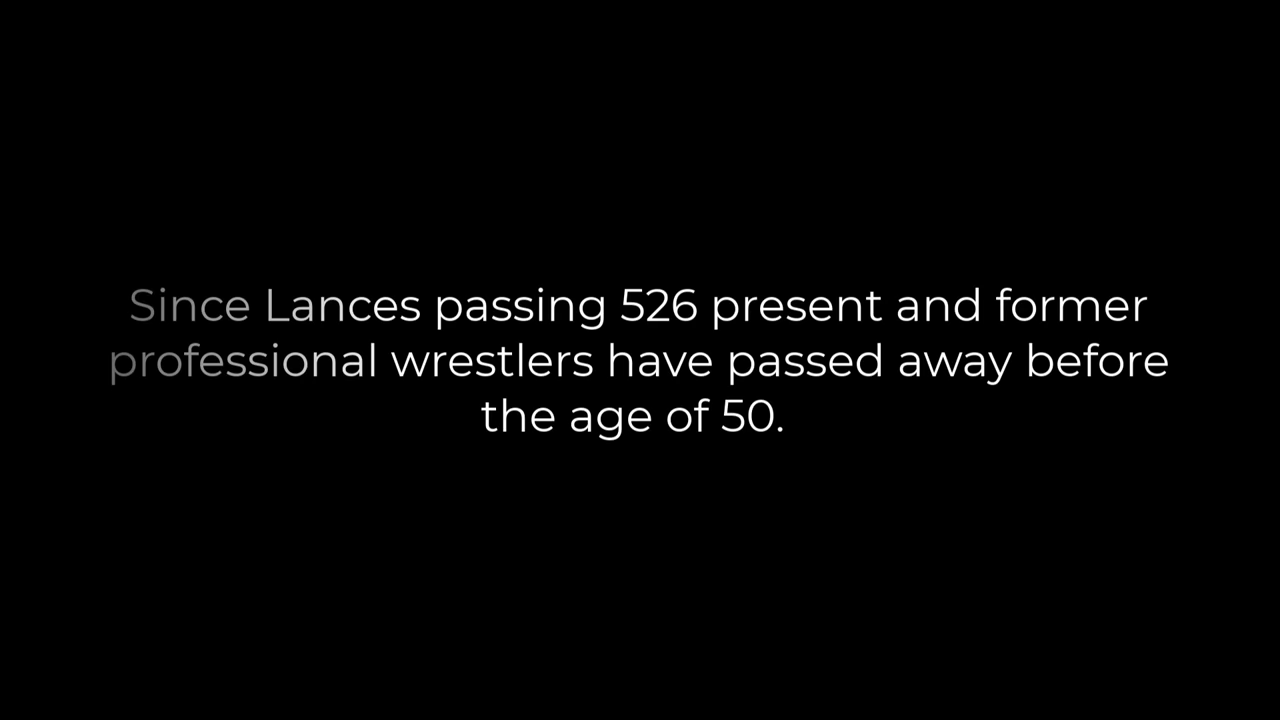 Since Lances passing 526 present and former
professional wrestlers have passed away before
the age of 50.